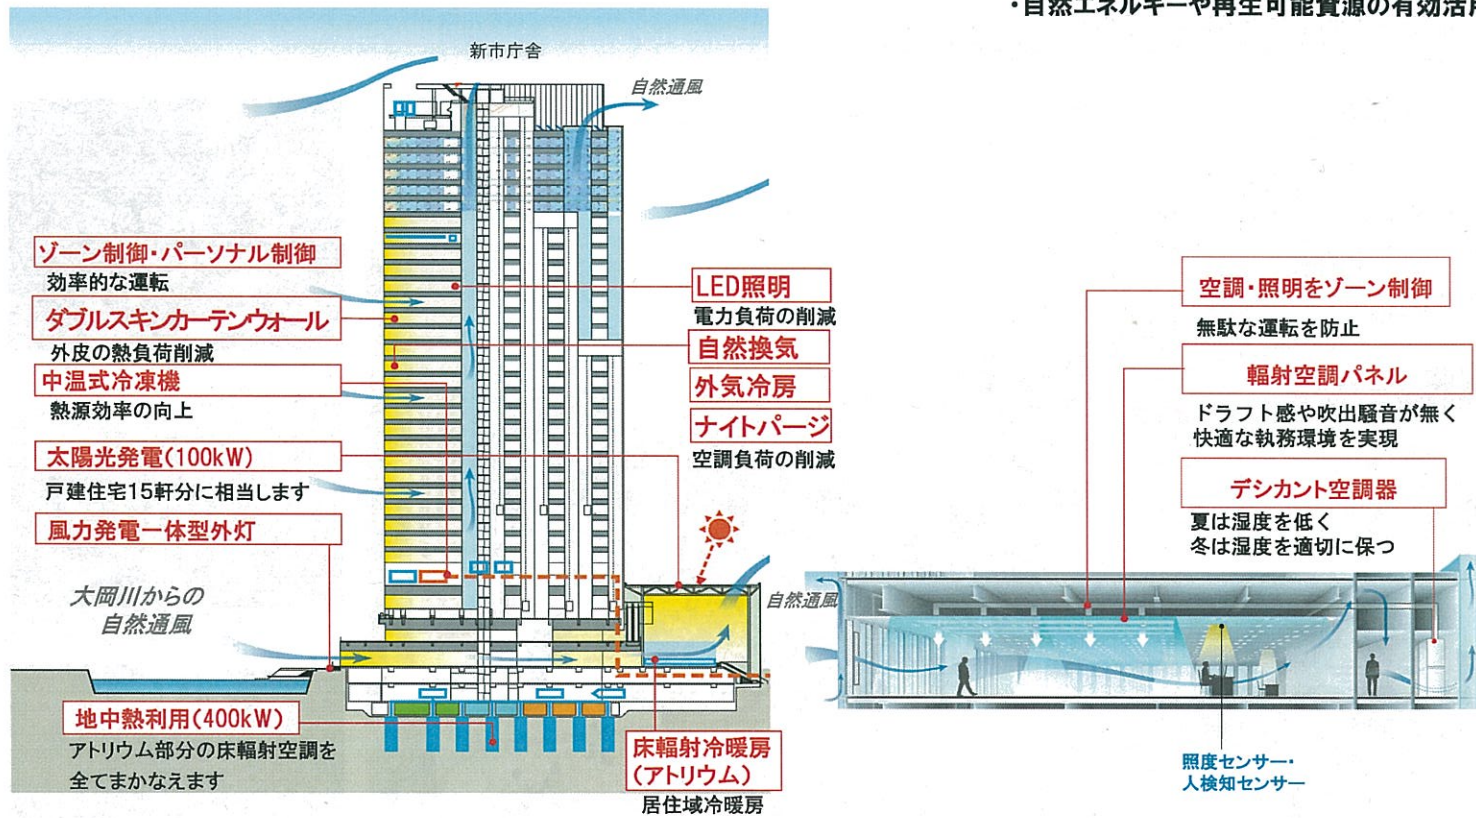 ・自然エネルギーや再生可能資源の有効活用
新市庁舎
自然通風
ゾーン制御・パーソナル制御
効率的な運転
ダブルスキンカーテンウォール
外皮の熱負荷削減
中温式冷凍機
熱源効率の向上
太陽光発電(100kW)
戸建住宅15軒分に相当します
風力発電一体型外灯
大岡川からの
自然通風
地中熱利用(400kW)
アトリウム部分の床輻射空調を
全てまかなえます
LED照明
電力負荷の削減
自然換気
外気冷房
ナイトパージ
空調負荷の削減
床輻射冷暖房
(アトリウム)
居住域冷暖房
空調・照明をゾーン制御
無駄な運転を防止
輻射空調パネル
ドラフト感や吹出騒音が無く
快適な執務環境を実現
デシカント空調器
夏は湿度を低く
冬は湿度を適切に保つ
自然通風
照度センサー・
人検知センサー